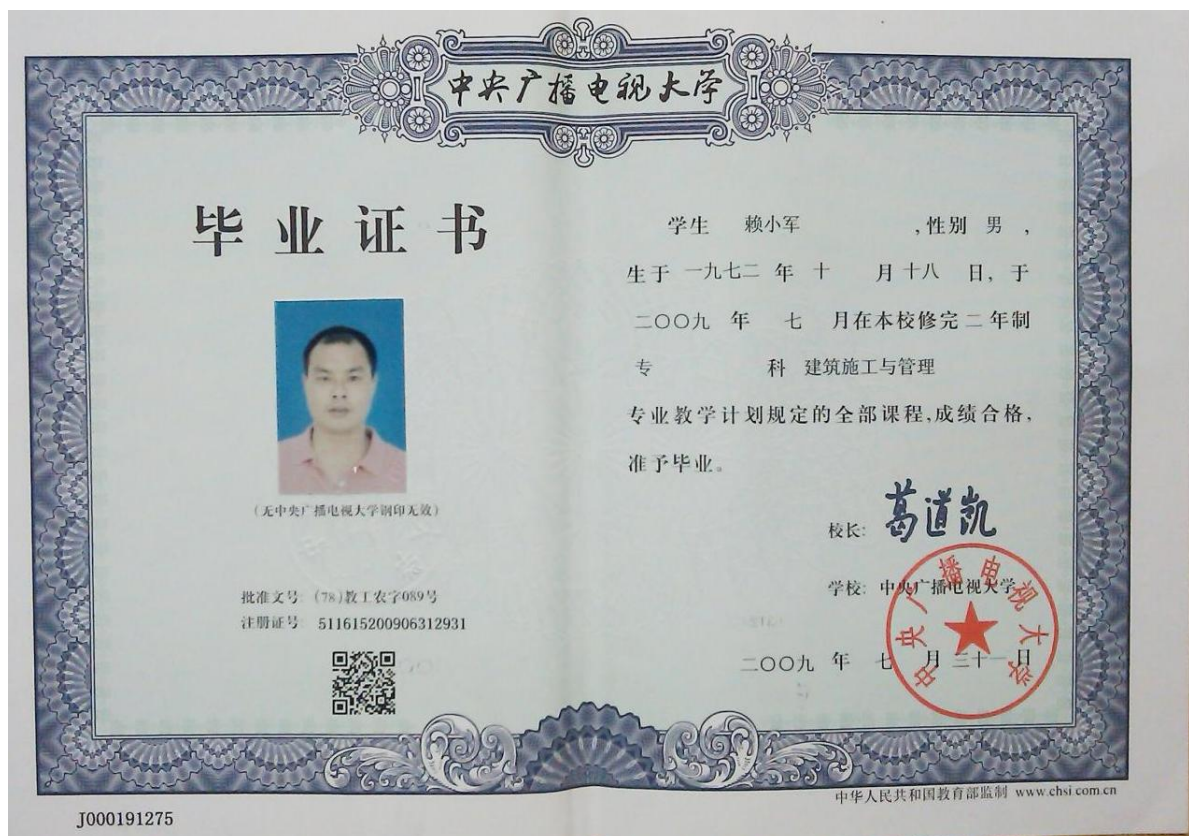 中央广播电视大学
毕业证书
(无中央广播电视大学钢印无效)
批准文号: (78)教工农字089号
注册证号: 511615200906312931
J000191275
学生 赖小军 ,性别 男 ,
生于 一九七二 年 十 月 十八 日, 于
二〇〇九 年 七 月在本校修完 二 年制
专 科 建筑施工与管理
专业教学计划规定的全部课程,成绩合格,
准予毕业。
校长: 葛道凯
学校: 中央广播电视大学
二〇〇九 年 七 月 三十一 日
中央广播电视大学
中华人民共和国教育部监制 www.chsi.com.cn